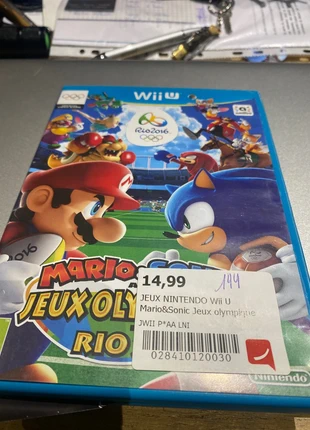 Wii U
Rio2016
2016
MARIO
JEUX
RIO
14,99
144
JEUX NINTENDO Wii U
Mario&Sonic Jeux olympique
JWII P*AA LNI
028410120030
Nintendo